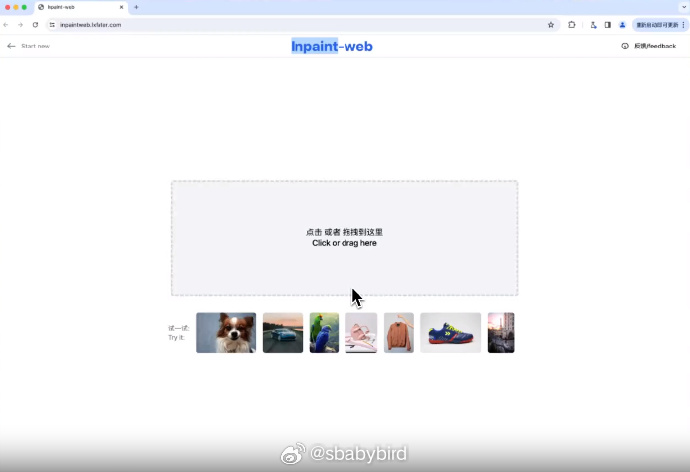 Inpaint-web
inpaintweb.lxfater.com
重新启动即可更新
Start new
Inpaint-web
反馈/feedback
点击 或者 拖拽到这里
Click or drag here
试一试:
Try it:
@sbabybird